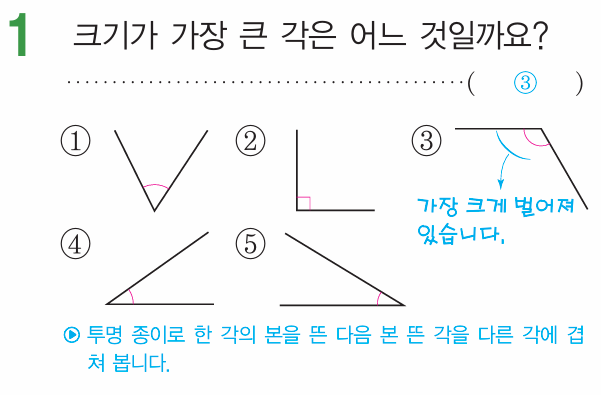 1 크기가 가장 큰 각은 어느 것일까요?
( ③ )
① ② ③
가장 크게 벌어져
있습니다.
④ ⑤
투명 종이로 한 각의 본을 뜬 다음 본 뜬 각을 다른 각에 겹
쳐 봅니다.